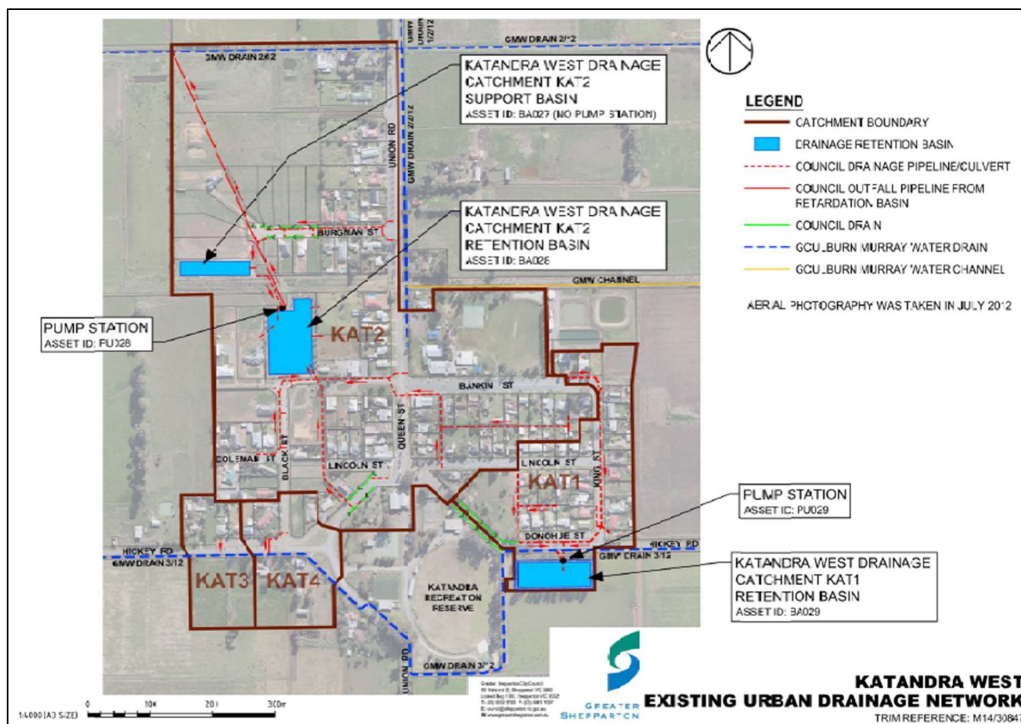 GMW DRAIN 2/12
GMW DRAIN 1/2/12
KATANDRA WEST DRAINAGE
CATCHMENT KAT2
SUPPORT BASIN
ASSET ID: BA027 (NO PUMP STATION)
UNION RD
GMW DRAIN 2/2/12
BURGMAN ST
KATANDRA WEST DRAINAGE
CATCHMENT KAT2
RETENTION BASIN
ASSET ID: BA028
GMW CHANNEL
PUMP STATION
ASSET ID: PU028
KAT2
BANKIN ST
QUEEN ST
COLEMAN ST
BLACK ST
LINCOLN ST
LINCOLN ST
KAT1
KING ST
DONOHUE ST
PUMP STATION
ASSET ID: PU029
HICKEY RD
GMW DRAIN 3/12
HICKEY RD
GMW DRAIN 3/12
KAT3
KAT4
KATANDRA
RECREATION
RESERVE
KATANDRA WEST DRAINAGE
CATCHMENT KAT1
RETENTION BASIN
ASSET ID: BA029
UNION RD
GMW DRAIN 3/12
LEGEND
CATCHMENT BOUNDARY
DRAINAGE RETENTION BASIN
COUNCIL DRAINAGE PIPELINE/CULVERT
COUNCIL OUTFALL PIPELINE FROM
RETARDATION BASIN
COUNCIL DRAIN
GOULBURN MURRAY WATER DRAIN
GOULBURN MURRAY WATER CHANNEL
AERIAL PHOTOGRAPHY WAS TAKEN IN JULY 2012
1:4000 (A3 SIZE)
0
100
200
300m
Greater Shepparton City Council
GREATER
SHEPPARTON
KATANDRA WEST
EXISTING URBAN DRAINAGE NETWORK
TRIM REFERENCE: M14/3084